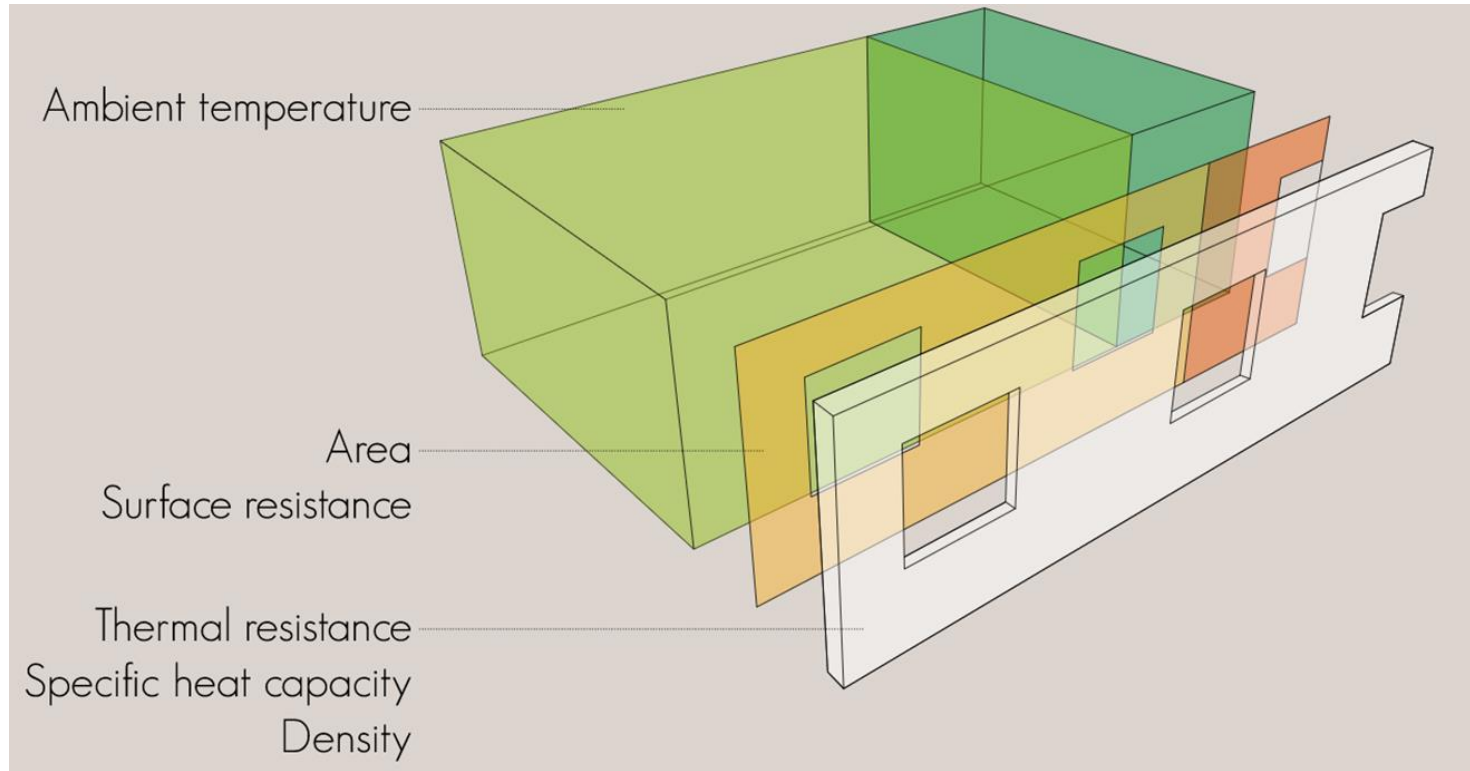 Ambient temperature
Area
Surface resistance
Thermal resistance
Specific heat capacity
Density